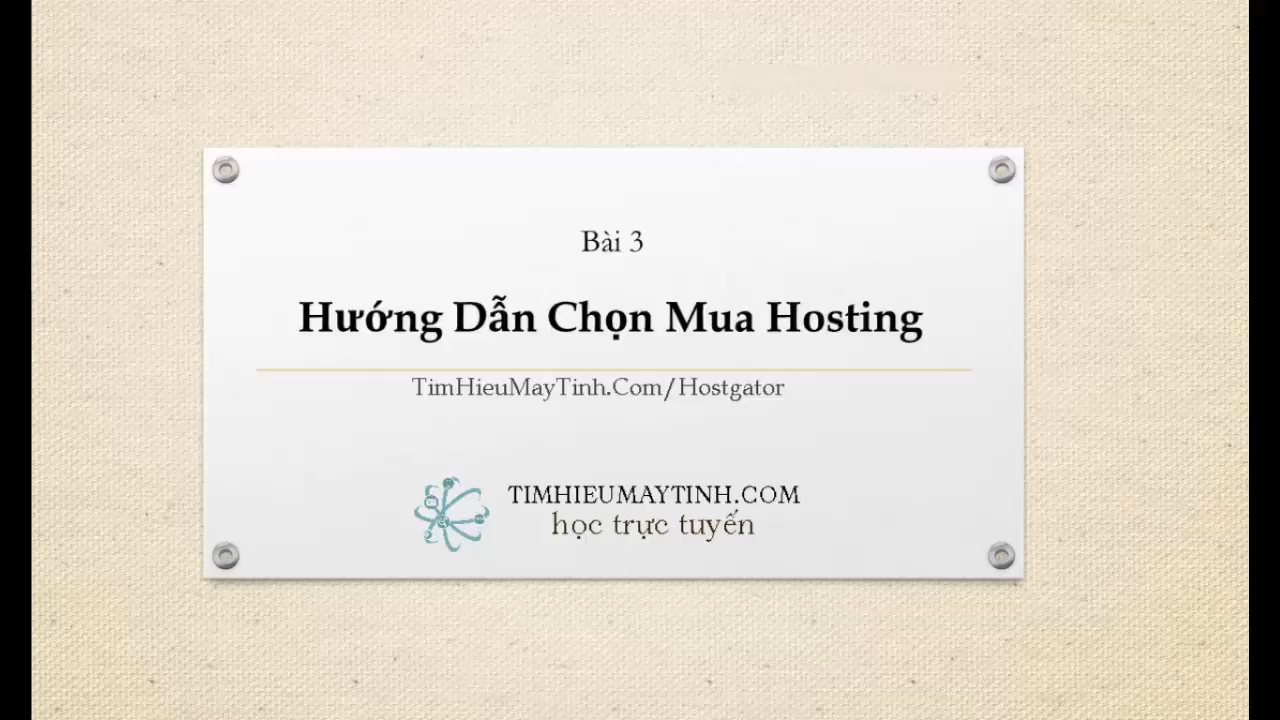 Bài 3
Hướng Dẫn Chọn Mua Hosting
TimHieuMayTinh.Com/Hostgator
TIMHIEUMAYTINH.COM
học trực tuyến